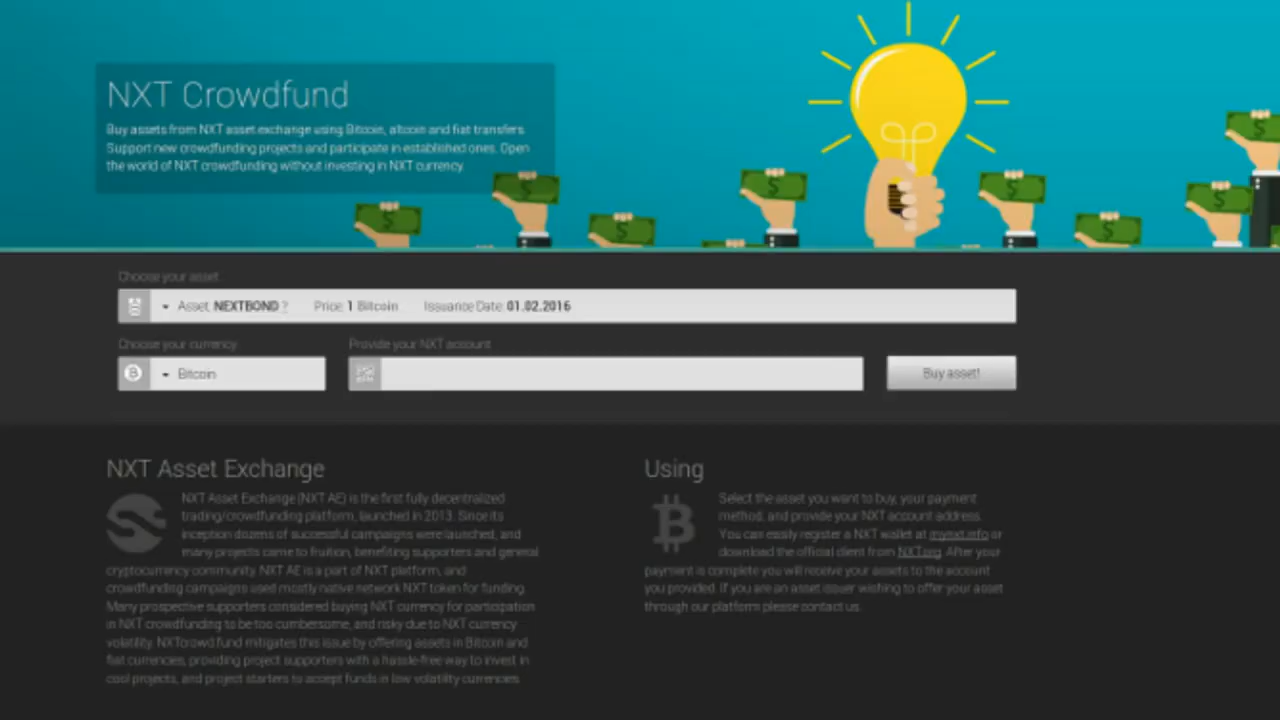 NXT Crowdfund
Buy assets from NXT asset exchange using Bitcoin, altcoin and fiat transfers.
Support new crowdfunding projects and participate in established ones. Open
the world of NXT crowdfunding without investing in NXT currency.
Choose your asset
Asset: NEXTBOND ? Price: 1 Bitcoin Issuance Date: 01.02.2016
Choose your currency Provide your NXT account
Bitcoin Buy asset!
NXT Asset Exchange
NXT Asset Exchange (NXT AE) is the first fully decentralized
trading/crowdfunding platform, launched in 2013. Since its
inception dozens of successful campaigns were launched, and
many projects came to fruition, benefiting supporters and general
cryptocurrency community. NXT AE is a part of NXT platform, and
crowdfunding campaigns used mostly native network NXT token for funding.
Many prospective supporters considered buying NXT currency for participation
in NXT crowdfunding to be too cumbersome, and risky due to NXT currency
volatility. NXTcrowd.fund mitigates this issue by offering assets in Bitcoin and
fiat currencies, providing project supporters with a hassle-free way to invest in
cool projects, and project starters to accept funds in low volatility currencies.
Using
Select the asset you want to buy, your payment
method, and provide your NXT account address.
You can easily register a NXT wallet at mynxt.info or
download the official client from NXT.org. After your
payment is complete you will receive your assets to the account
you provided. If you are an asset issuer wishing to offer your asset
through our platform please contact us.